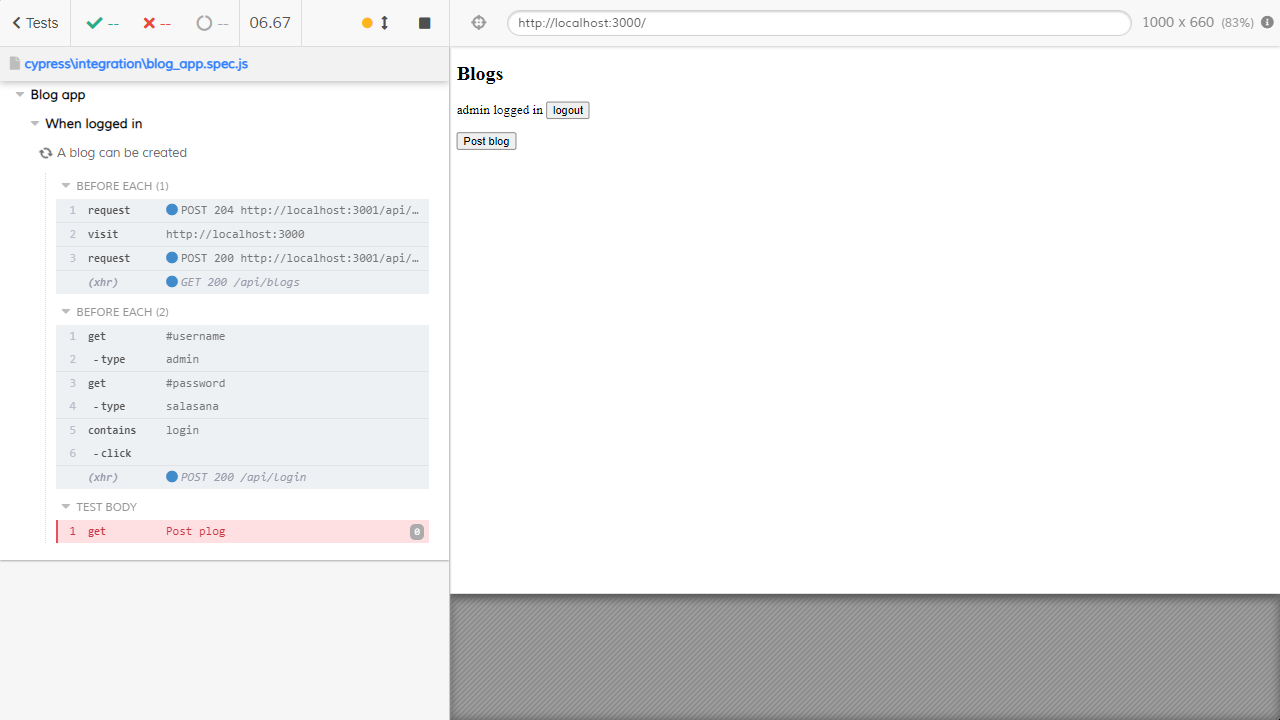 Tests -- -- -- 06.67
cypress\integration\blog_app.spec.js
Blog app
When logged in
A blog can be created
BEFORE EACH (1)
1 request POST 204 http://localhost:3001/api/…
2 visit http://localhost:3000
3 request POST 200 http://localhost:3001/api/…
(xhr) GET 200 /api/blogs
BEFORE EACH (2)
1 get #username
2 -type admin
3 get #password
4 -type salasana
5 contains login
6 -click
(xhr) POST 200 /api/login
TEST BODY
1 get Post plog 0
http://localhost:3000/ 1000 x 660 (83%)
Blogs
admin logged in logout
Post blog